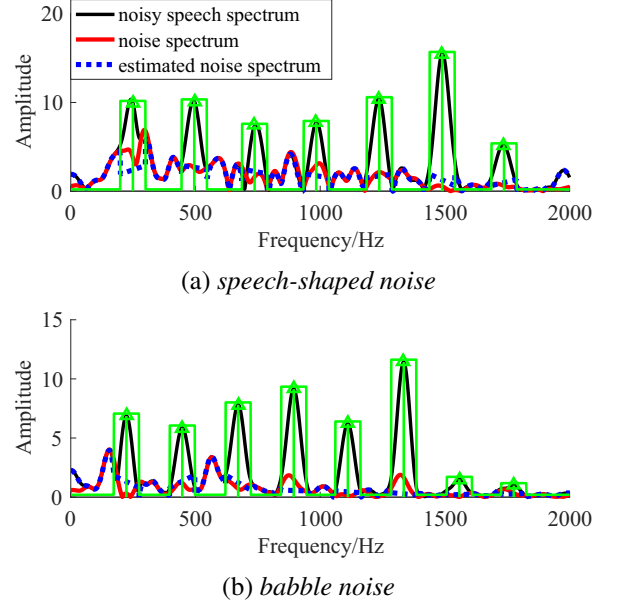 20
noisy speech spectrum
noise spectrum
estimated noise spectrum
Amplitude
10
0
0 500 1000 1500 2000
Frequency/Hz
(a) speech-shaped noise
15
10
Amplitude
5
0
0 500 1000 1500 2000
Frequency/Hz
(b) babble noise